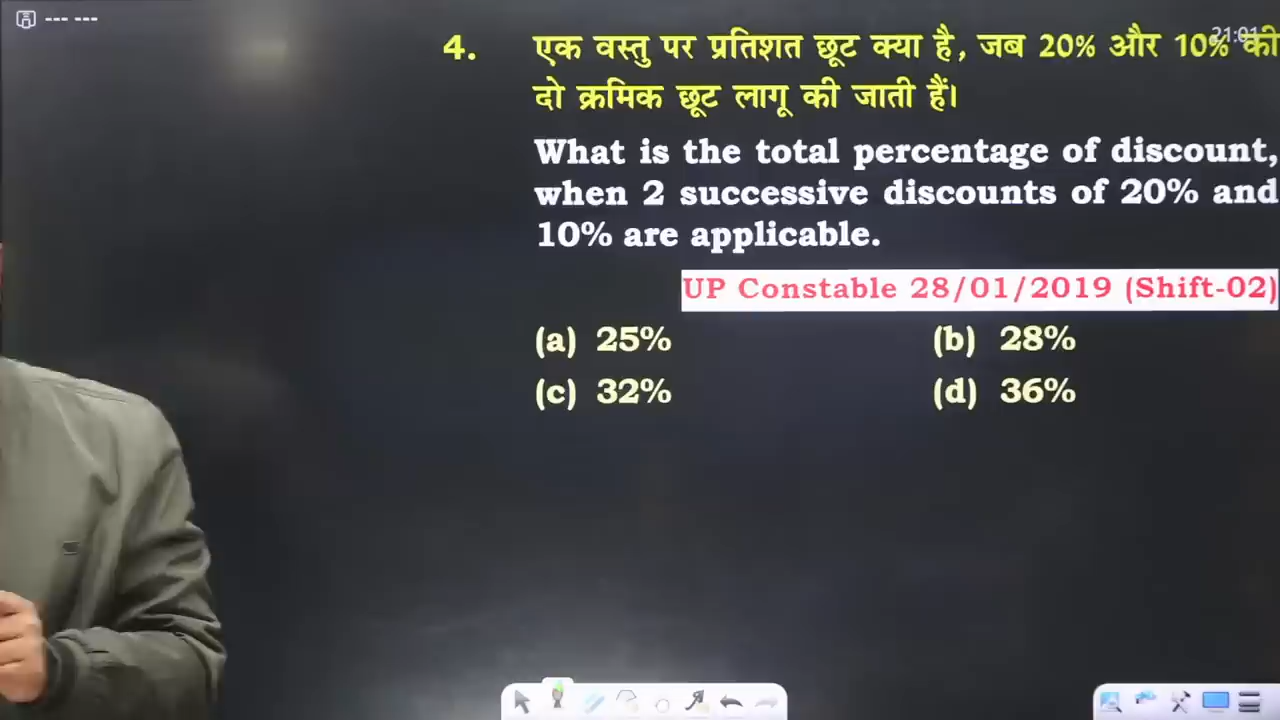 --- ---
21:01
4. एक वस्तु पर प्रतिशत छूट क्या है, जब 20% और 10% की
दो क्रमिक छूट लागू की जाती हैं।
What is the total percentage of discount,
when 2 successive discounts of 20% and
10% are applicable.
UP Constable 28/01/2019 (Shift-02)
(a) 25% (b) 28%
(c) 32% (d) 36%